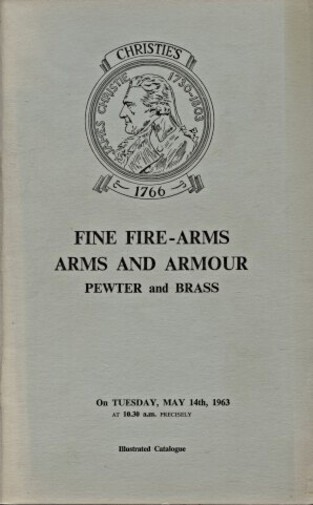 CHRISTIE'S
JAMES CHRISTIE 1730-1803
1766
FINE FIRE-ARMS
ARMS AND ARMOUR
PEWTER and BRASS
On TUESDAY, MAY 14th, 1963
AT 10.30 a.m. PRECISELY
Illustrated Catalogue